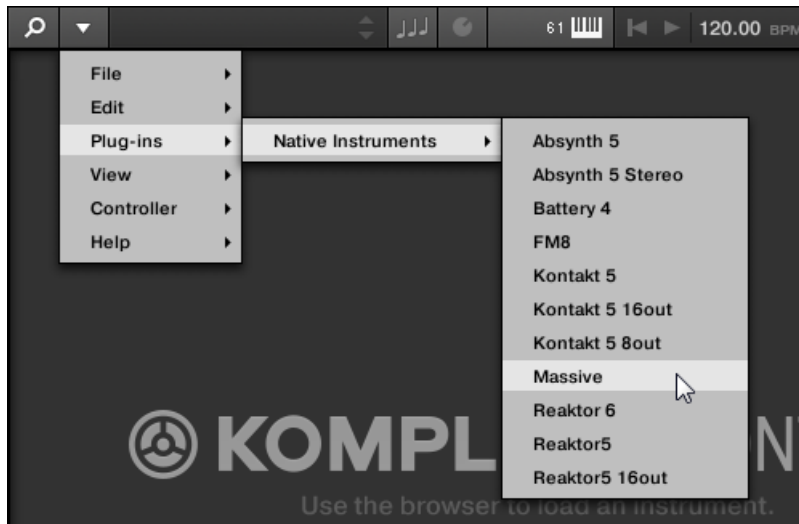 61
120.00 BPM
File
Edit
Plug-ins
View
Controller
Help
Native Instruments
Absynth 5
Absynth 5 Stereo
Battery 4
FM8
Kontakt 5
Kontakt 5 16out
Kontakt 5 8out
Massive
Reaktor 6
Reaktor5
Reaktor5 16out
KOMPL
Use the browser to load an instrument.